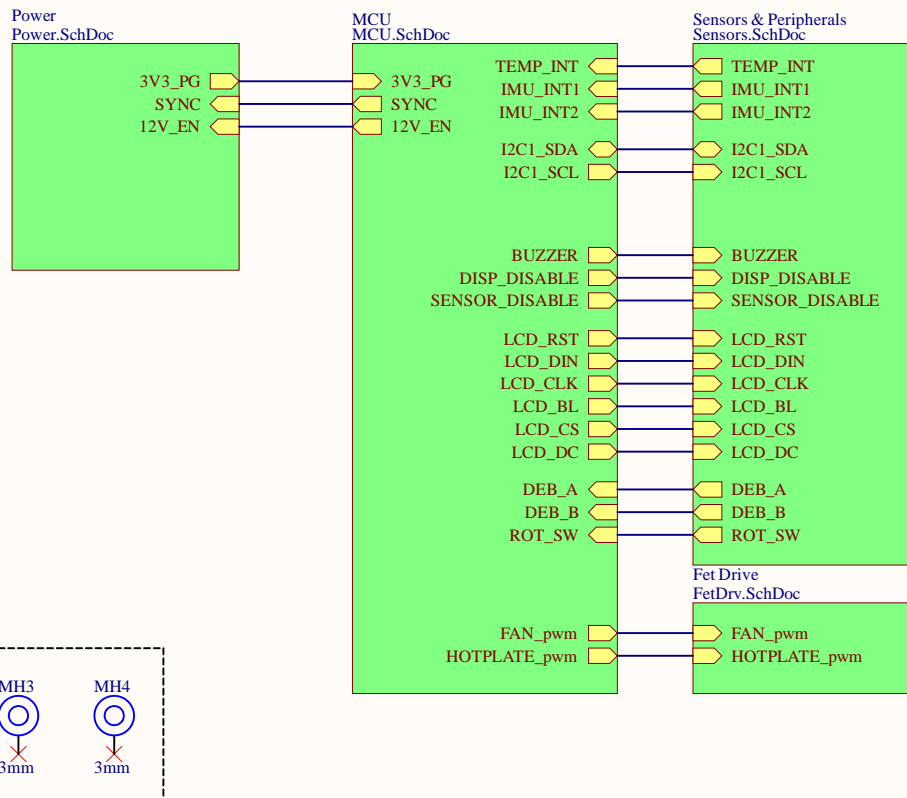 Power
Power.SchDoc
3V3_PG
SYNC
12V_EN
MCU
MCU.SchDoc
3V3_PG
SYNC
12V_EN
TEMP_INT
IMU_INT1
IMU_INT2
I2C1_SDA
I2C1_SCL
BUZZER
DISP_DISABLE
SENSOR_DISABLE
LCD_RST
LCD_DIN
LCD_CLK
LCD_BL
LCD_CS
LCD_DC
DEB_A
DEB_B
ROT_SW
FAN_pwm
HOTPLATE_pwm
Sensors & Peripherals
Sensors.SchDoc
TEMP_INT
IMU_INT1
IMU_INT2
I2C1_SDA
I2C1_SCL
BUZZER
DISP_DISABLE
SENSOR_DISABLE
LCD_RST
LCD_DIN
LCD_CLK
LCD_BL
LCD_CS
LCD_DC
DEB_A
DEB_B
ROT_SW
Fet Drive
FetDrv.SchDoc
FAN_pwm
HOTPLATE_pwm
MH3
MH4
3mm
3mm